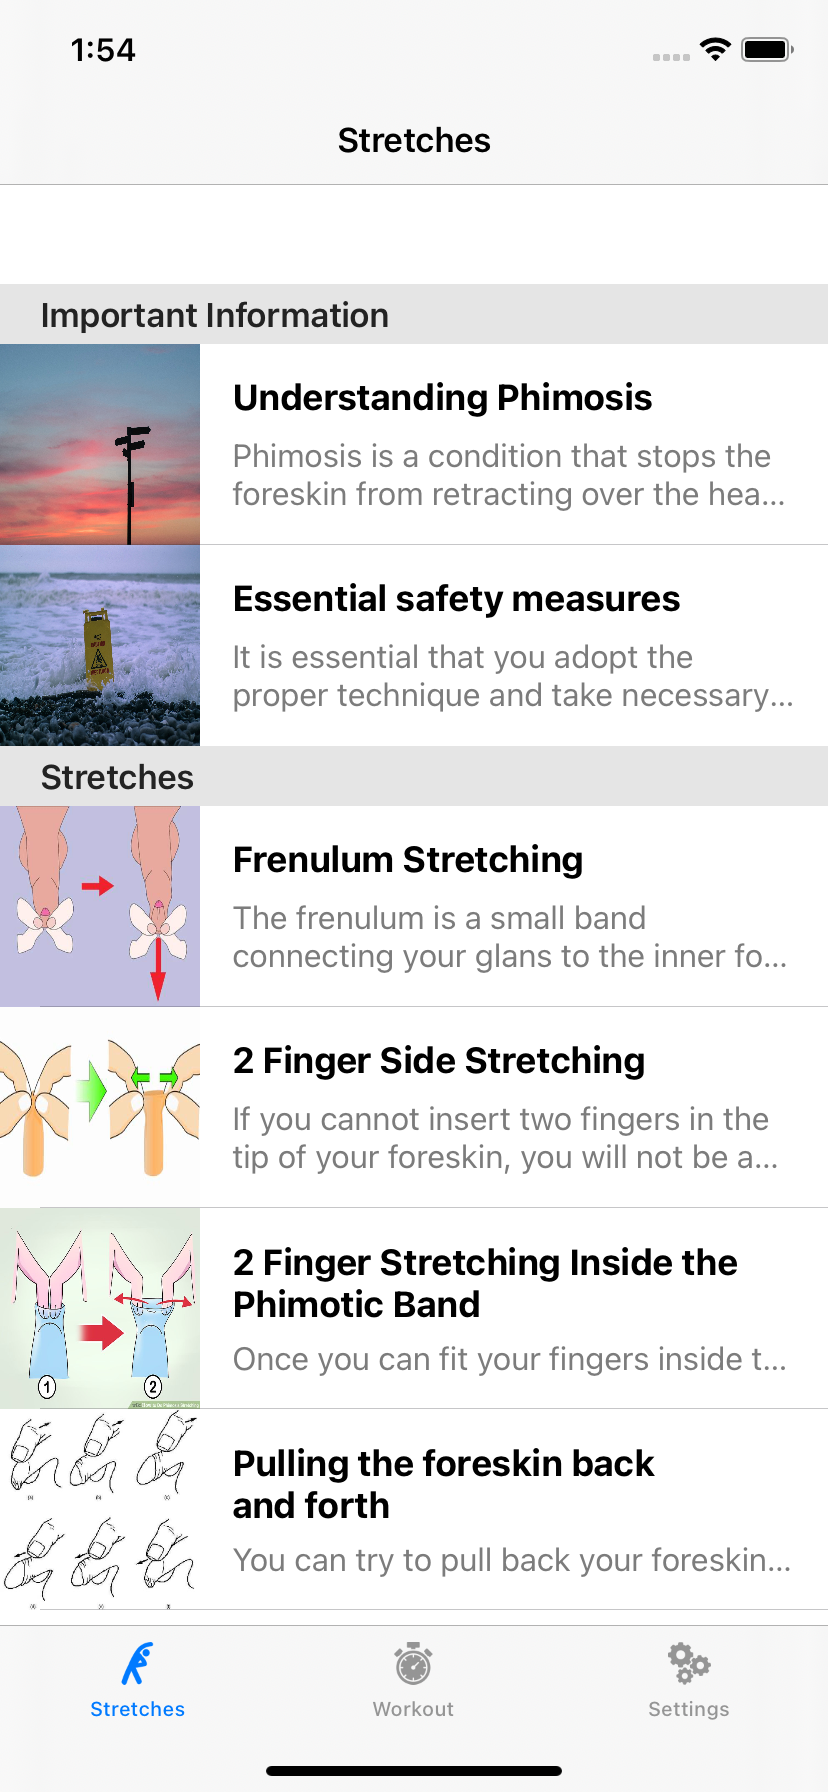 1:54
Stretches
Important Information
Understanding Phimosis
Phimosis is a condition that stops the
foreskin from retracting over the hea...
Essential safety measures
It is essential that you adopt the
proper technique and take necessary...
Stretches
Frenulum Stretching
The frenulum is a small band
connecting your glans to the inner fo...
2 Finger Side Stretching
If you cannot insert two fingers in the
tip of your foreskin, you will not be a...
2 Finger Stretching Inside the
Phimotic Band
Once you can fit your fingers inside t...
1
2
Pulling the foreskin back
and forth
You can try to pull back your foreskin...
Stretches
Workout
Settings